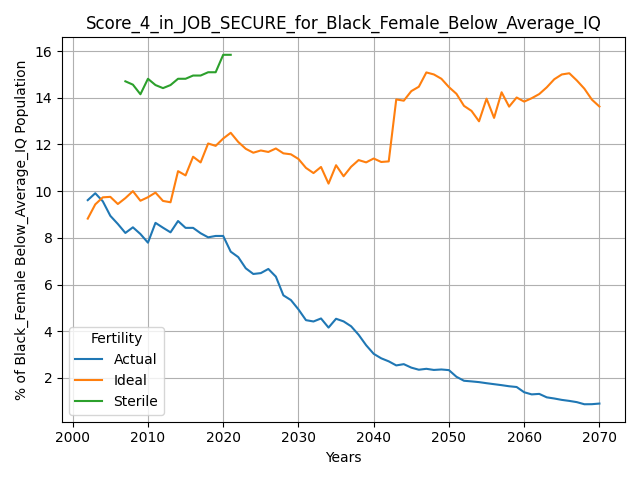 Score_4_in_JOB_SECURE_for_Black_Female_Below_Average_IQ
% of Black_Female Below_Average_IQ Population
16
14
12
10
8
6
4
2
Fertility
Actual
Ideal
Sterile
2000 2010 2020 2030 2040 2050 2060 2070
Years